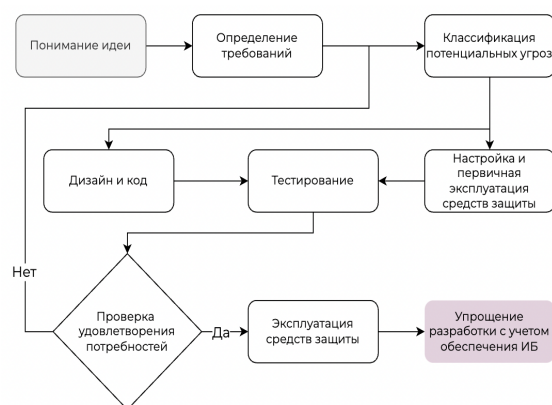 Понимание идеи
Определение
требований
Классификация
потенциальных угроз
Дизайн и код
Тестирование
Настройка и
первичная
эксплуатация
средств защиты
Нет
Проверка
удовлетворения
потребностей
Да
Эксплуатация
средств защиты
Упрощение
разработки с учетом
обеспечения ИБ